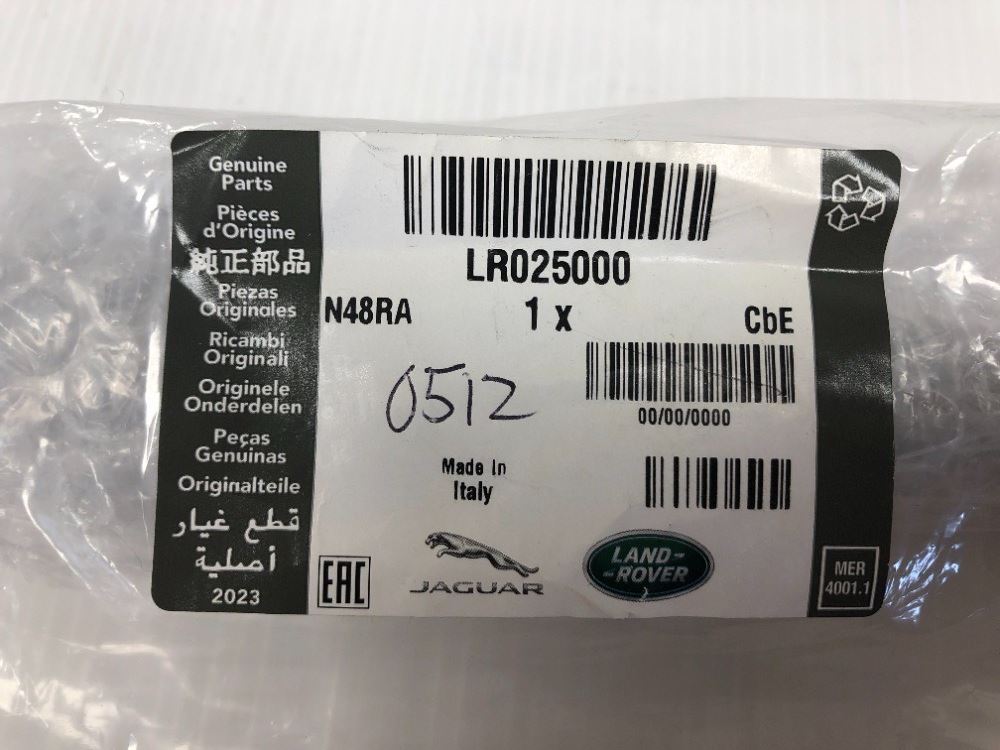 Genuine
Parts
Pièces
d'Origine
純正部品
Piezas
Originales
Ricambi
Originali
Originele
Onderdelen
Peças
Genuinas
Originalteile
قطع غيار
أصلية
2023
LR025000
N48RA
1 x
CbE
0512
00/00/0000
Made In
Italy
EAC
JAGUAR
LAND-
-ROVER
MER
4001.1